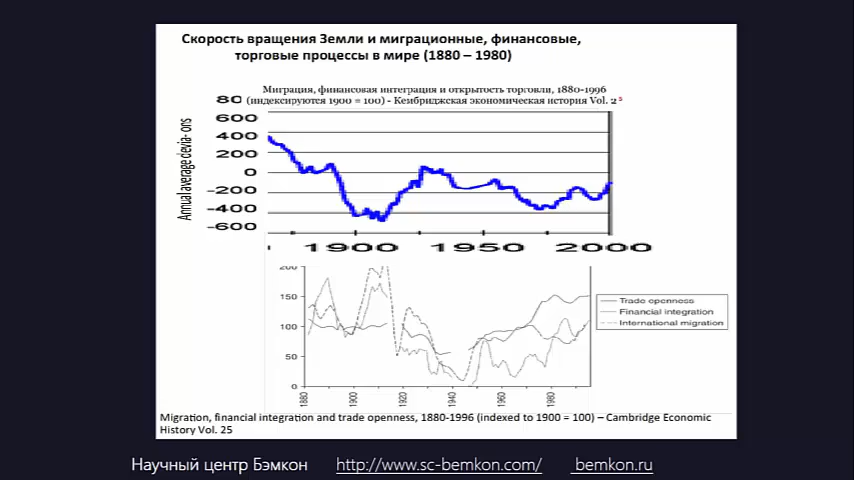 Скорость вращения Земли и миграционные, финансовые,
торговые процессы в мире (1880 – 1980)
Миграция, финансовая интеграция и открытость торговли, 1880-1996
(индексируются 1900 = 100) - Кембриджская экономическая история Vol. 2⁵
80
600
400
200
0
-200
-400
-600
Annual average devia- ons
1900
1950
2000
200
150
100
50
0
1880
1900
1920
1940
1960
1980
Trade openness
Financial integration
International migration
Migration, financial integration and trade openness, 1880-1996 (indexed to 1900 = 100) – Cambridge Economic
History Vol. 25
Научный центр Бэмкон http://www.sc-bemkon.com/ bemkon.ru